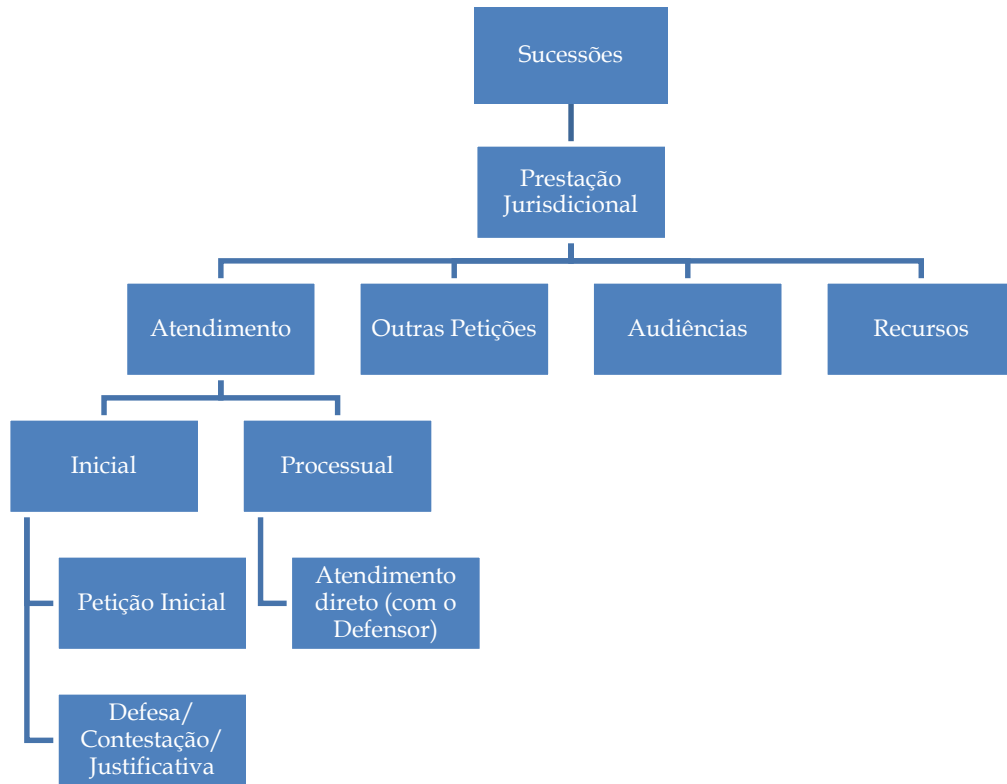 Sucessões
Prestação
Jurisdicional
Atendimento
Outras Petições
Audiências
Recursos
Inicial
Processual
Petição Inicial
Atendimento
direto (com o
Defensor)
Defesa/
Contestação/
Justificativa